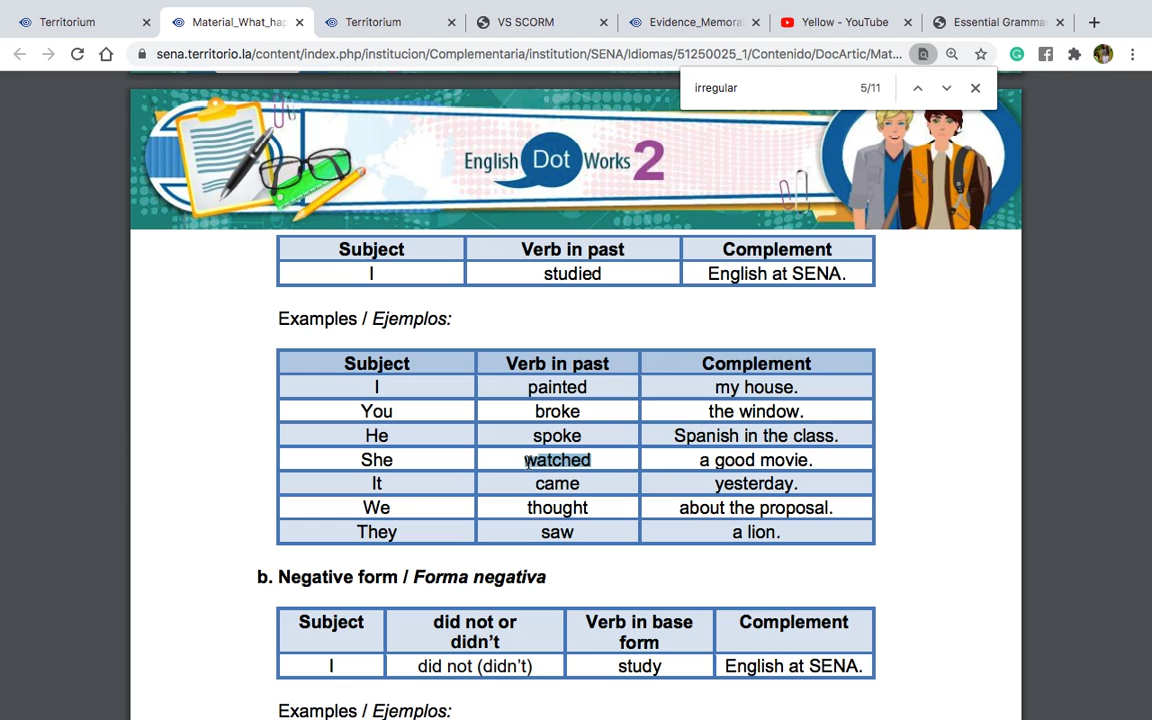 Territorium
Material_What_hap
Territorium
VS SCORM
Evidence_Memora
Yellow - YouTube
Essential Gramma
sena.territorio.la/content/index.php/institucion/Complementaria/institution/SENA/Idiomas/51250025_1/Contenido/DocArtic/Mat...
irregular 5/11
English Dot Works 2
Subject Verb in past Complement
I studied English at SENA.
Examples / Ejemplos:
Subject Verb in past Complement
I painted my house.
You broke the window.
He spoke Spanish in the class.
She watched a good movie.
It came yesterday.
We thought about the proposal.
They saw a lion.
b. Negative form / Forma negativa
Subject did not or didn't Verb in base form Complement
I did not (didn't) study English at SENA.
Examples / Ejemplos: